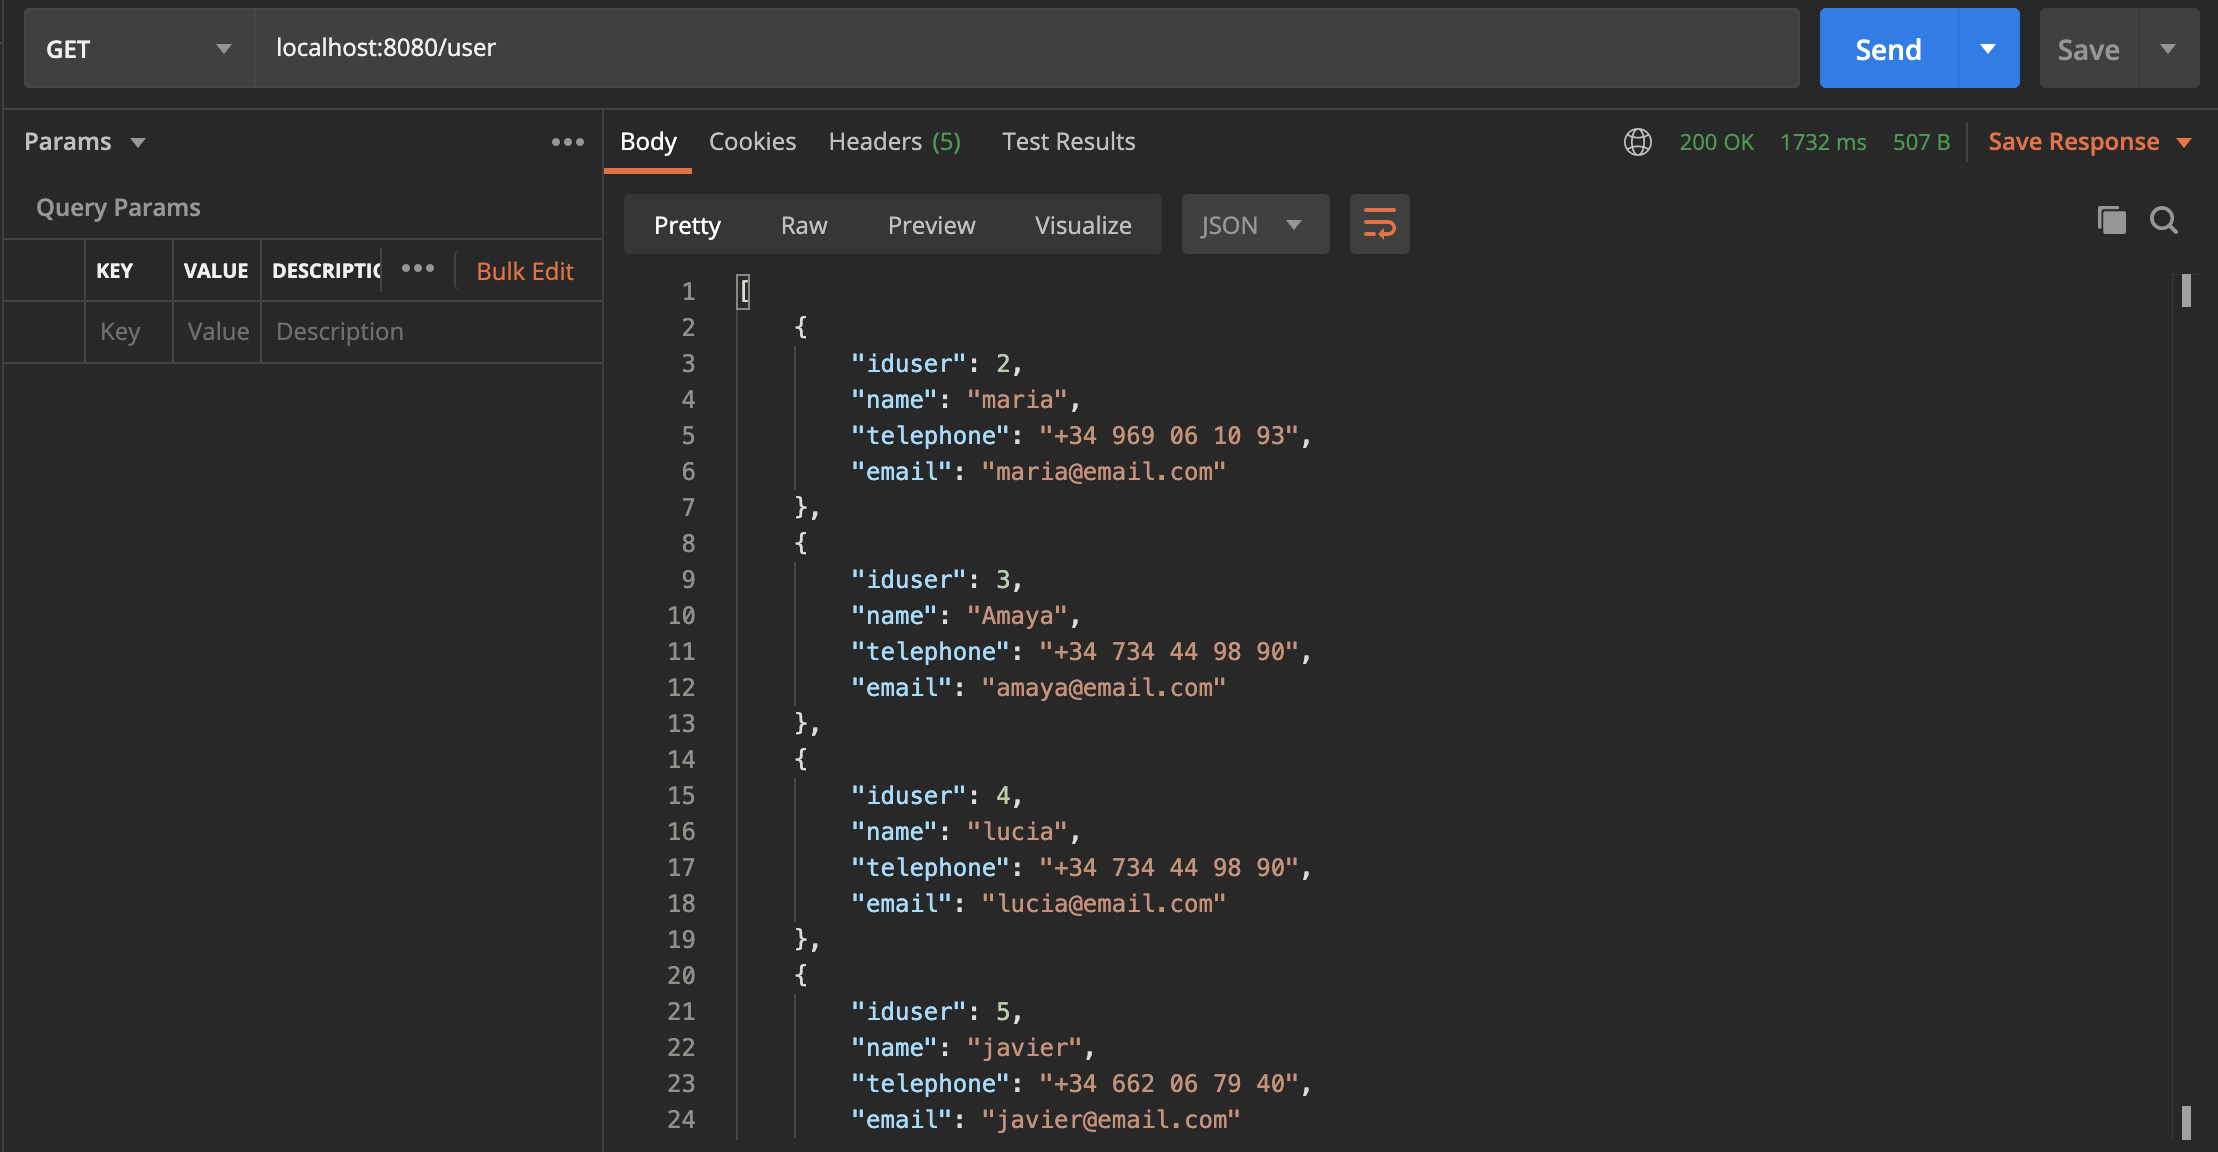 GET localhost:8080/user Send Save
Params ••• Body Cookies Headers (5) Test Results 200 OK 1732 ms 507 B Save Response
Query Params
Pretty Raw Preview Visualize JSON
KEY VALUE DESCRIPTIO ••• Bulk Edit
Key Value Description
1 [
2 {
3 "iduser": 2,
4 "name": "maria",
5 "telephone": "+34 969 06 10 93",
6 "email": "maria@email.com"
7 },
8 {
9 "iduser": 3,
10 "name": "Amaya",
11 "telephone": "+34 734 44 98 90",
12 "email": "amaya@email.com"
13 },
14 {
15 "iduser": 4,
16 "name": "lucia",
17 "telephone": "+34 734 44 98 90",
18 "email": "lucia@email.com"
19 },
20 {
21 "iduser": 5,
22 "name": "javier",
23 "telephone": "+34 662 06 79 40",
24 "email": "javier@email.com"